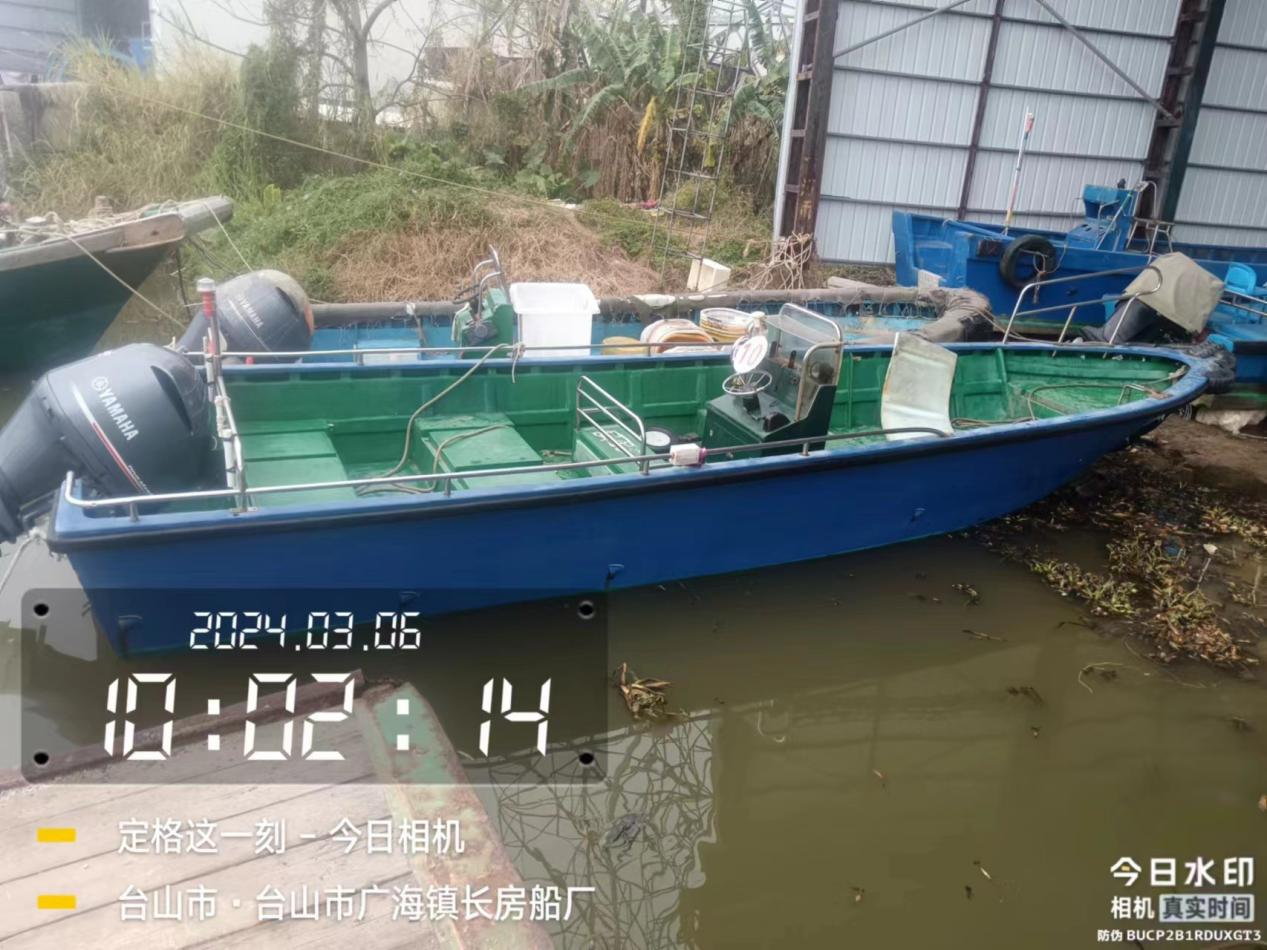 YAMAHA
YAMAHA
2024.03.06
10:02:14
定格这一刻 - 今日相机
台山市·台山市广海镇长房船厂
今日水印
相机 真实时间
防伪 BUCP2B1RDUXGT3